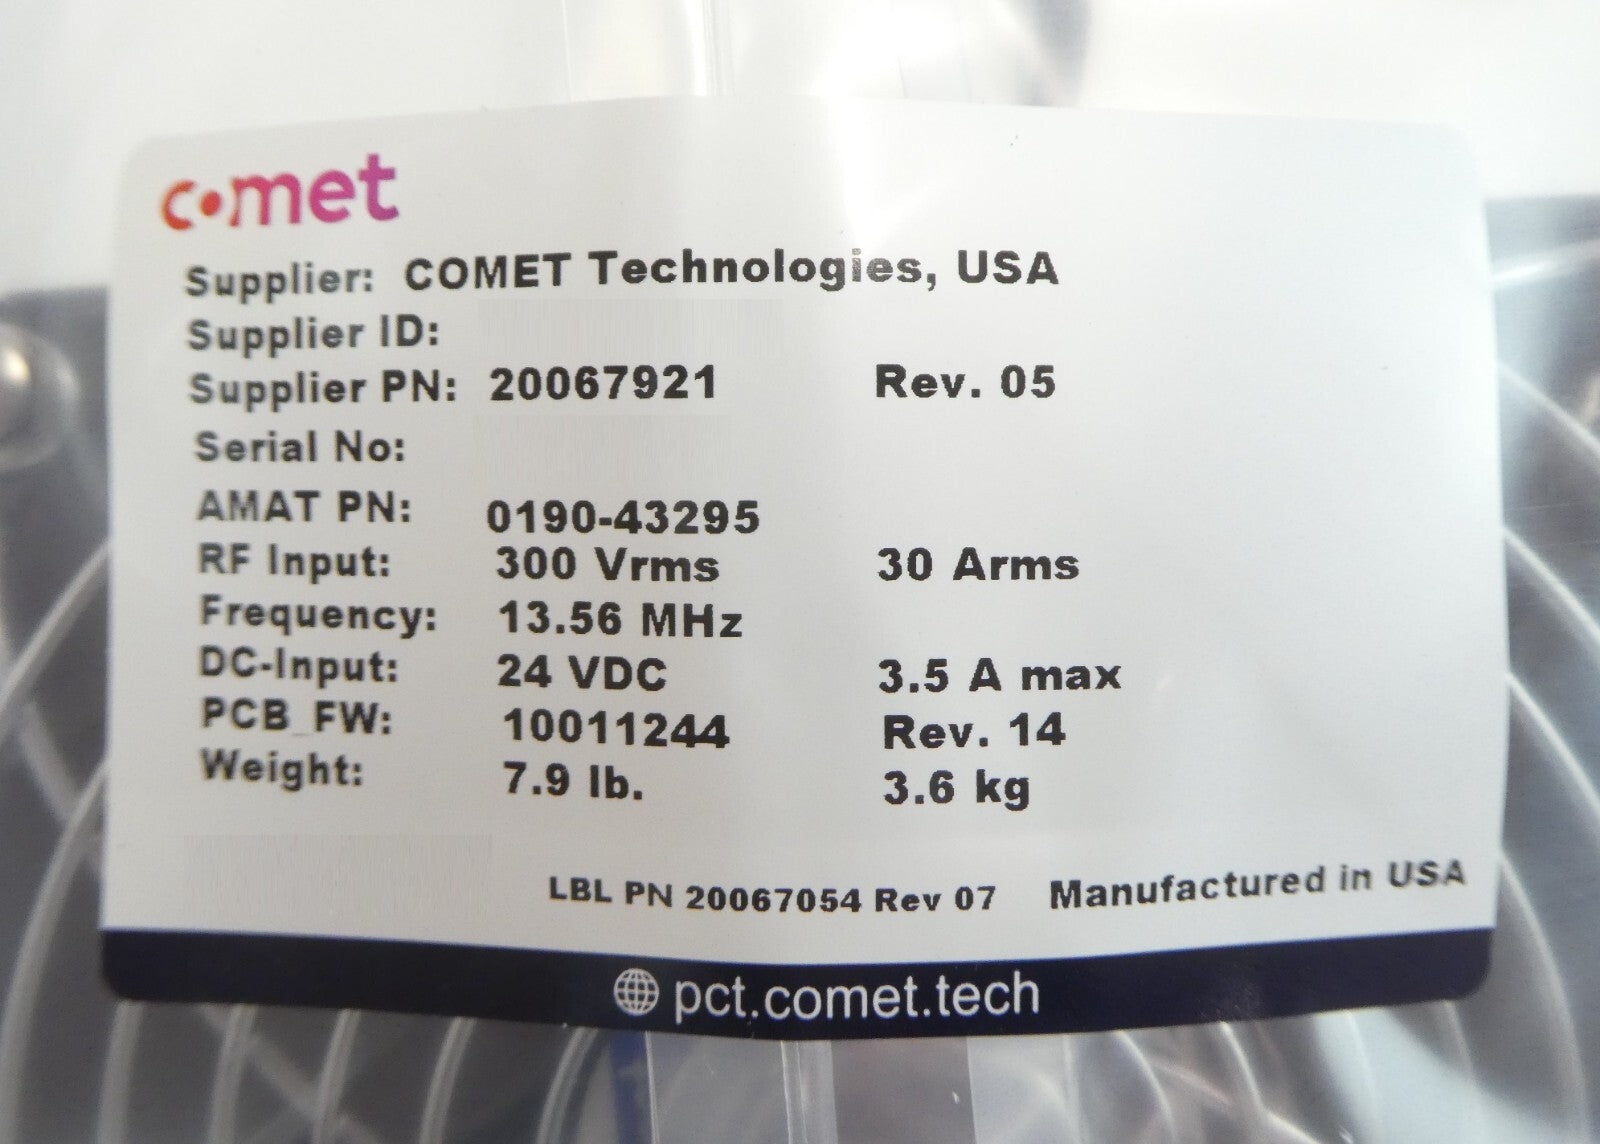 comet
Supplier: COMET Technologies, USA
Supplier ID:
Supplier PN: 20067921 Rev. 05
Serial No:
AMAT PN: 0190-43295
RF Input: 300 Vrms 30 Arms
Frequency: 13.56 MHz
DC-Input: 24 VDC 3.5 A max
PCB_FW: 10011244 Rev. 14
Weight: 7.9 lb. 3.6 kg
LBL PN 20067054 Rev 07 Manufactured in USA
pct.comet.tech